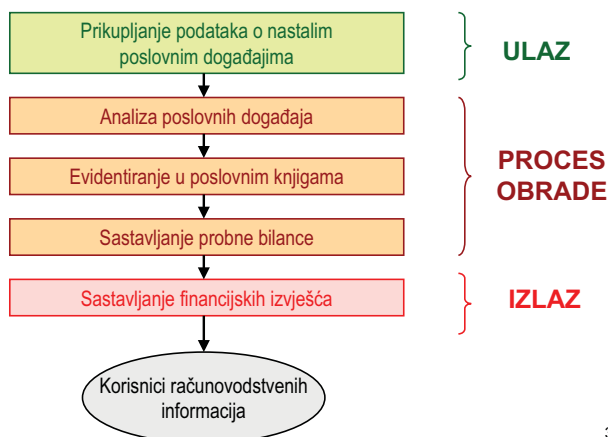 Prikupljanje podataka o nastalim
poslovnim događajima
ULAZ
Analiza poslovnih događaja
Evidentiranje u poslovnim knjigama
Sastavljanje probne bilance
PROCES
OBRADE
Sastavljanje financijskih izvješća
IZLAZ
Korisnici računovodstvenih
informacija